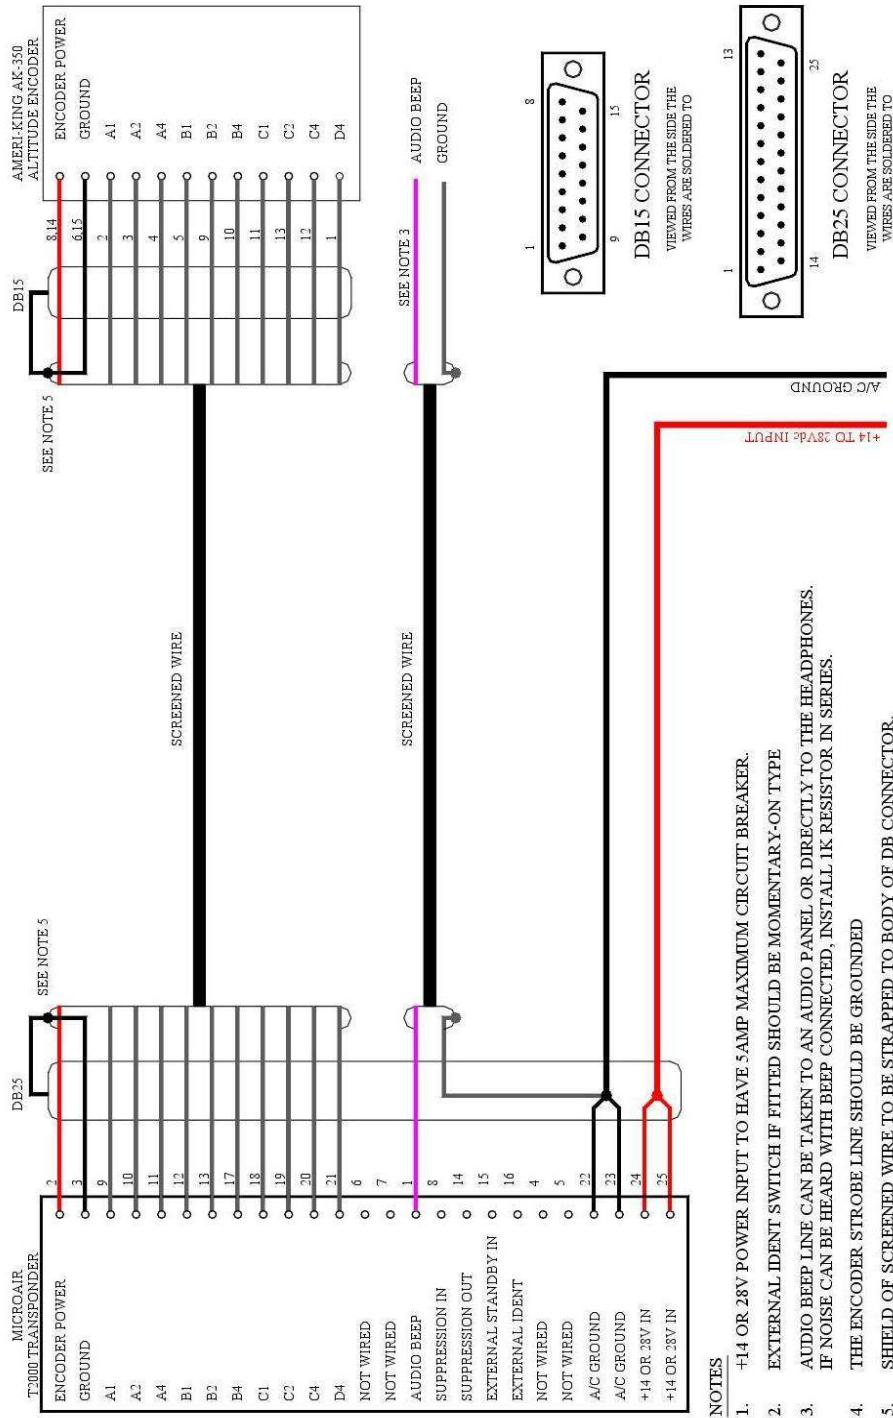 MICROAIR
T2000 TRANSPONDER
ENCODER POWER
GROUND
A1
A2
A4
B1
B2
B4
C1
C2
C4
D4
NOT WIRED
NOT WIRED
AUDIO BEEP
SUPPRESSION IN
SUPPRESSION OUT
EXTERNAL STANDBY IN
EXTERNAL IDENT
NOT WIRED
NOT WIRED
A/C GROUND
A/C GROUND
+14 OR 28V IN
+14 OR 28V IN
2
3
9
10
11
12
13
17
18
19
20
21
6
7
1
8
14
15
16
4
5
22
23
24
25
DB25
SEE NOTE 5
SCREENED WIRE
SCREENED WIRE
SEE NOTE 5
DB15
SEE NOTE 3
8,14
6,15
2
3
4
5
9
10
11
13
12
1
AMERI-KING AK-350
ALTITUDE ENCODER
ENCODER POWER
GROUND
A1
A2
A4
B1
B2
B4
C1
C2
C4
D4
AUDIO BEEP
GROUND
A/C GROUND
+14 TO 28Vdc INPUT
1
8
9
15
DB15 CONNECTOR
VIEWED FROM THE SIDE THE
WIRES ARE SOLDERED TO
1
13
14
25
DB25 CONNECTOR
VIEWED FROM THE SIDE THE
WIRES ARE SOLDERED TO
NOTES
1. +14 OR 28V POWER INPUT TO HAVE 5AMP MAXIMUM CIRCUIT BREAKER.
2. EXTERNAL IDENT SWITCH IF FITTED SHOULD BE MOMENTARY-ON TYPE
3. AUDIO BEEP LINE CAN BE TAKEN TO AN AUDIO PANEL OR DIRECTLY TO THE HEADPHONES.
IF NOISE CAN BE HEARD WITH BEEP CONNECTED, INSTALL 1K RESISTOR IN SERIES.
4. THE ENCODER STROBE LINE SHOULD BE GROUNDED
5. SHIELD OF SCREENED WIRE TO BE STRAPPED TO BODY OF DB CONNECTOR.